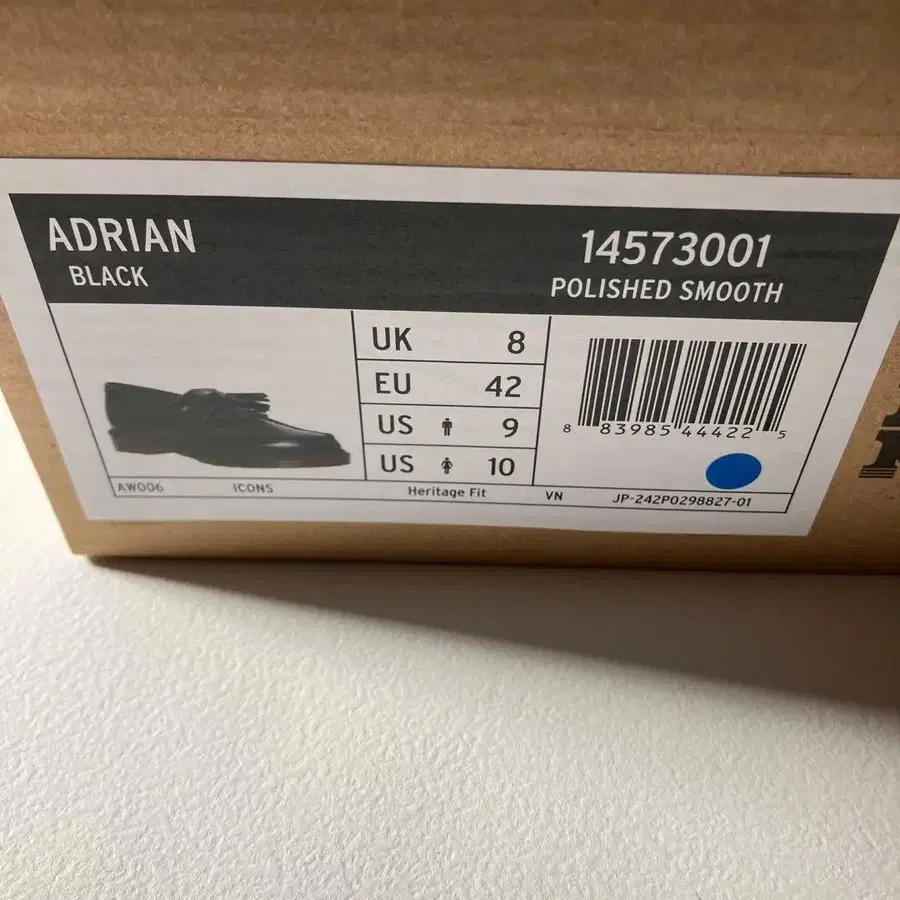 ADRIAN
BLACK
14573001
POLISHED SMOOTH
UK 8
EU 42
US 9
US 10
8 83985 44422 5
AW006 ICONS Heritage Fit VN JP-242P0298827-01